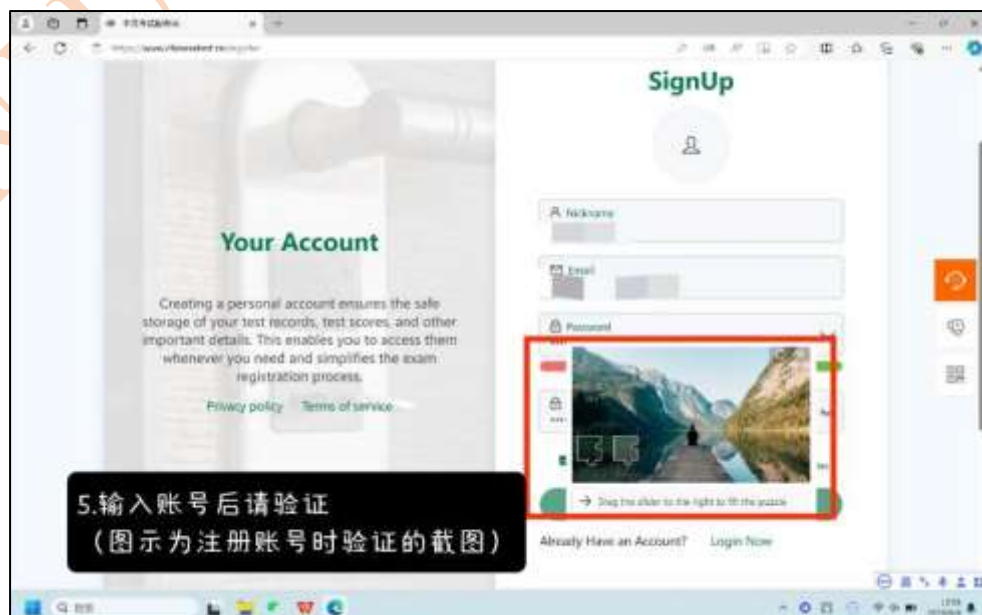 SignUp
Nickname
Email
Your Account
Creating a personal account ensures the safe
storage of your test records, test scores, and other
important details. This enables you to access them
whenever you need and simplifies the exam
registration process.
Privacy policy Terms of service
Password
Drag the slider to the right to fit the puzzle
Already Have an Account? Login Now
5.输入账号后请验证
（图示为注册账号时验证的截图）